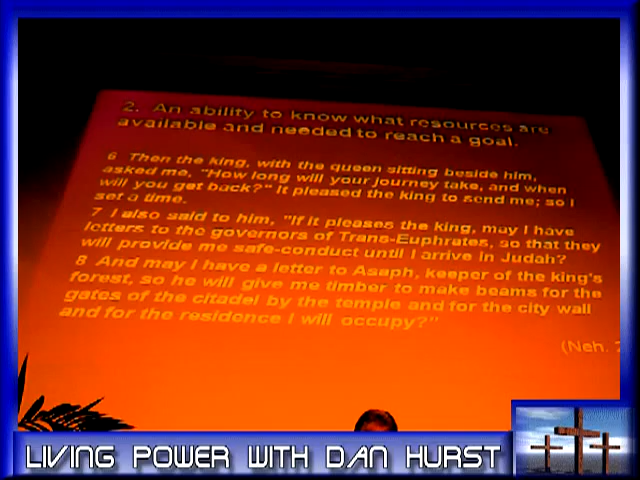 2. An ability to know what resources are
available and needed to reach a goal.
6 Then the king, with the queen sitting beside him,
asked me, "How long will your journey take, and when
will you get back?" It pleased the king to send me; so I
set a time.
7 I also said to him, "If it pleases the king, may I have
letters to the governors of Trans-Euphrates, so that they
will provide me safe-conduct until I arrive in Judah?
8 And may I have a letter to Asaph, keeper of the king's
forest, so he will give me timber to make beams for the
gates of the citadel by the temple and for the city wall
and for the residence I will occupy?"
(Neh.
LIVING POWER WITH DAN HURST